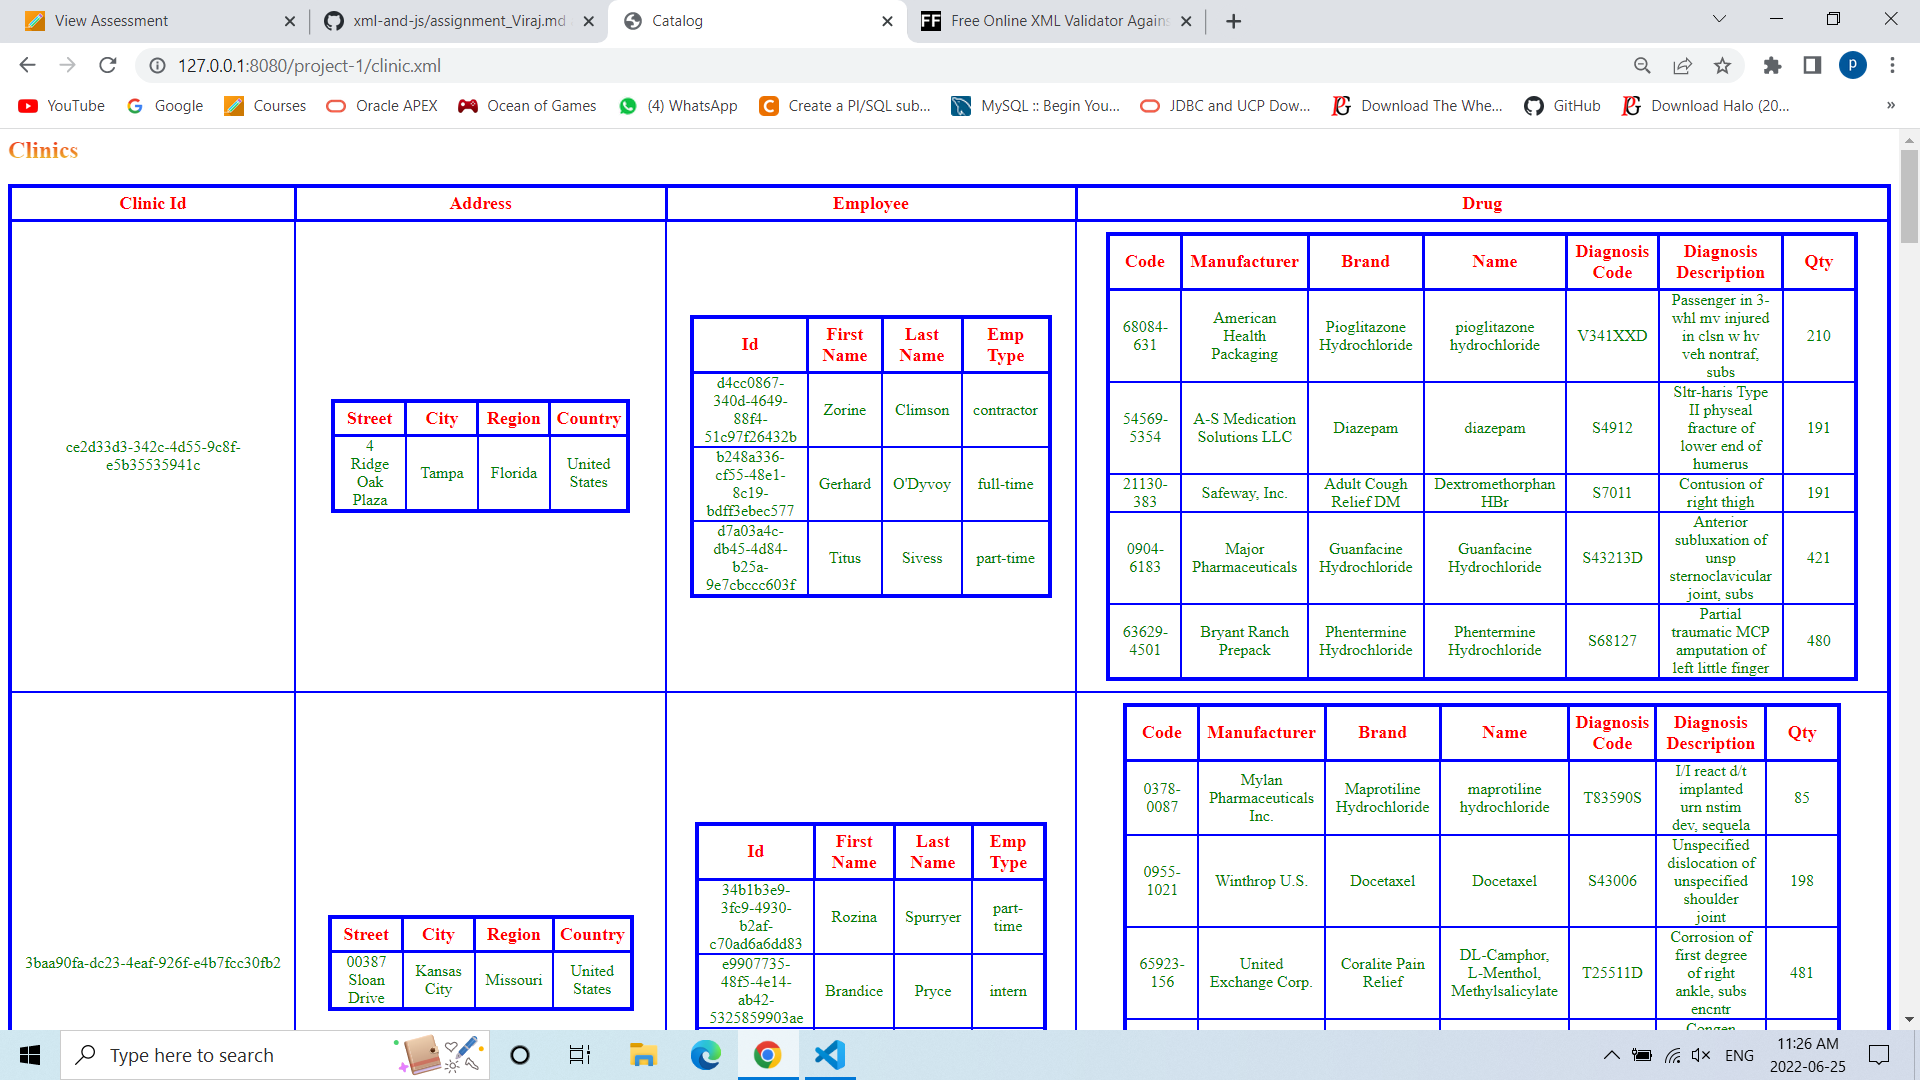 View Assessment
xml-and-js/assignment_Viraj.md
Catalog
Free Online XML Validator Agains
127.0.0.1:8080/project-1/clinic.xml
p
YouTube
Google
Courses
Oracle APEX
Ocean of Games
(4) WhatsApp
Create a PI/SQL sub...
MySQL :: Begin You...
JDBC and UCP Dow...
Download The Whe...
GitHub
Download Halo (20...
»
Clinics
Clinic Id
Address
Employee
Drug
ce2d33d3-342c-4d55-9c8f-
e5b35535941c
Street City Region Country
4
Ridge
Oak
Plaza
Tampa
Florida
United
States
Id
First
Name
Last
Name
Emp
Type
d4cc0867-
340d-4649-
88f4-
51c97f26432b
Zorine
Climson
contractor
b248a336-
cf55-48e1-
8c19-
bdff3ebec577
Gerhard
O'Dyvoy
full-time
d7a03a4c-
db45-4d84-
b25a-
9e7cbccc603f
Titus
Sivess
part-time
Code
Manufacturer
Brand
Name
Diagnosis
Code
Diagnosis
Description
Qty
68084-
631
American
Health
Packaging
Pioglitazone
Hydrochloride
pioglitazone
hydrochloride
V341XXD
Passenger in 3-
whl mv injured
in clsn w hv
veh nontraf,
subs
210
54569-
5354
A-S Medication
Solutions LLC
Diazepam
diazepam
S4912
Sltr-haris Type
II physeal
fracture of
lower end of
humerus
191
21130-
383
Safeway, Inc.
Adult Cough
Relief DM
Dextromethorphan
HBr
S7011
Contusion of
right thigh
191
0904-
6183
Major
Pharmaceuticals
Guanfacine
Hydrochloride
Guanfacine
Hydrochloride
S43213D
Anterior
subluxation of
unsp
sternoclavicular
joint, subs
421
63629-
4501
Bryant Ranch
Prepack
Phentermine
Hydrochloride
Phentermine
Hydrochloride
S68127
Partial
traumatic MCP
amputation of
left little finger
480
3baa90fa-dc23-4eaf-926f-e4b7fcc30fb2
Street City Region Country
00387
Sloan
Drive
Kansas
City
Missouri
United
States
Id
First
Name
Last
Name
Emp
Type
34b1b3e9-
3fc9-4930-
b2af-
c70ad6a6dd83
Rozina
Spurryer
part-
time
e9907735-
48f5-4e14-
ab42-
5325859903ae
Brandice
Pryce
intern
Code
Manufacturer
Brand
Name
Diagnosis
Code
Diagnosis
Description
Qty
0378-
0087
Mylan
Pharmaceuticals
Inc.
Maprotiline
Hydrochloride
maprotiline
hydrochloride
T83590S
I/I react d/t
implanted
urn nstim
dev, sequela
85
0955-
1021
Winthrop U.S.
Docetaxel
Docetaxel
S43006
Unspecified
dislocation of
unspecified
shoulder
joint
198
65923-
156
United
Exchange Corp.
Coralite Pain
Relief
DL-Camphor,
L-Menthol,
Methylsalicylate
T25511D
Corrosion of
first degree
of right
ankle, subs
encntr
481
Congen
Type here to search
ENG
11:26 AM
2022-06-25